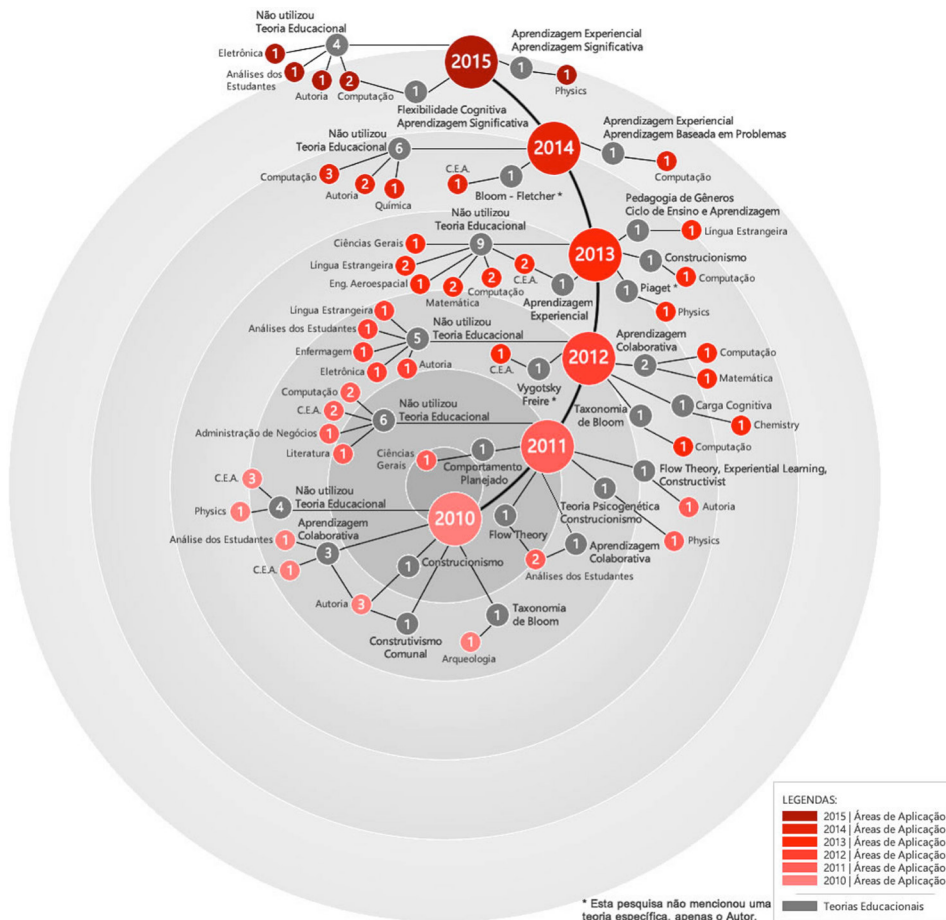 Não utilizou
Teoria Educacional
4
Eletrônica
1
Análises dos
Estudantes
1
1
Autoria
2
Computação
2015
Aprendizagem Experiencial
Aprendizagem Significativa
1
1
Physics
1
Flexibilidade Cognitiva
Aprendizagem Significativa
Não utilizou
Teoria Educacional
6
2014
Computação
3
2
Autoria
1
Química
C.E.A.
1
1
Bloom - Fletcher *
Aprendizagem Experiencial
Aprendizagem Baseada em Problemas
1
1
Computação
Não utilizou
Teoria Educacional
9
2013
Ciências Gerais
1
Língua Estrangeira
2
Eng. Aeroespacial
1
2
Matemática
2
Computação
2
C.E.A.
1
Aprendizagem
Experiencial
Pedagogia de Gêneros
Ciclo de Ensino e Aprendizagem
1
1
Língua Estrangeira
1
Construcionismo
1
Computação
1
Piaget *
1
Physics
Língua Estrangeira
1
Não utilizou
Teoria Educacional
5
2012
Análises dos Estudantes
1
Enfermagem
1
Eletrônica
1
1
Autoria
1
C.E.A.
1
Vygotsky
Freire *
Aprendizagem
Colaborativa
2
1
Computação
1
Matemática
1
Carga Cognitiva
1
Chemistry
Taxonomia
de Bloom
1
1
Computação
Computação
2
C.E.A.
2
Não utilizou
Teoria Educacional
6
2011
Administração de Negócios
1
Literatura
1
Ciências
Gerais
1
1
Comportamento
Planejado
1
Flow Theory, Experiential Learning,
Constructivist
1
Autoria
1
Teoria Psicogenética
Construcionismo
1
Physics
1
Flow Theory
1
Aprendizagem
Colaborativa
2
Análises dos Estudantes
C.E.A.
3
Não utilizou
Teoria Educacional
4
2010
Physics
1
Aprendizagem
Colaborativa
3
Análise dos Estudantes
1
C.E.A.
1
1
Construcionismo
Autoria
3
1
Construtivismo
Comunal
1
Taxonomia
de Bloom
1
Arqueologia
LEGENDAS:
2015 | Áreas de Aplicação
2014 | Áreas de Aplicação
2013 | Áreas de Aplicação
2012 | Áreas de Aplicação
2011 | Áreas de Aplicação
2010 | Áreas de Aplicação
Teorias Educacionais
* Esta pesquisa não mencionou uma
teoria específica, apenas o Autor.